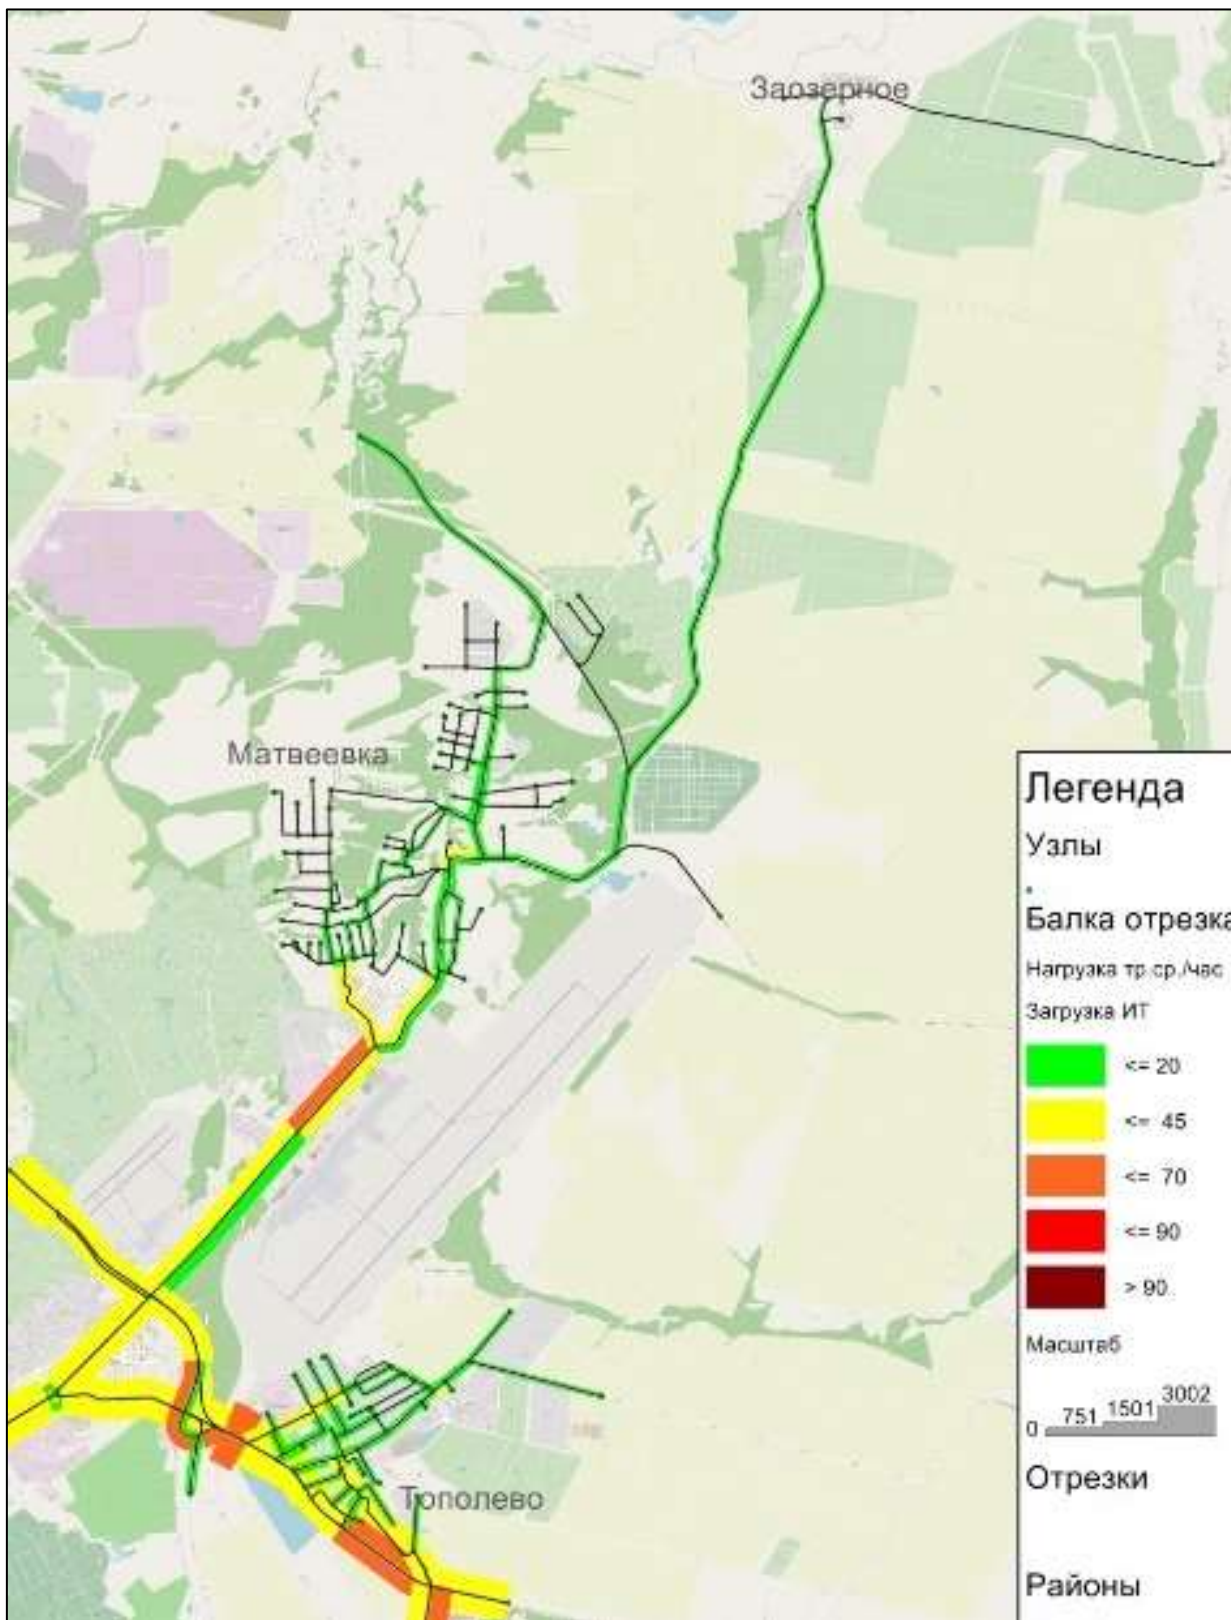 Заозерное
Матвеевка
Тополево
Легенда
Узлы
Балка отрезка
Нагрузка тр.ср./час
Загрузка ИТ
<= 20
<= 45
<= 70
<= 90
> 90
Масштаб
0 751 1501 3002
Отрезки
Районы